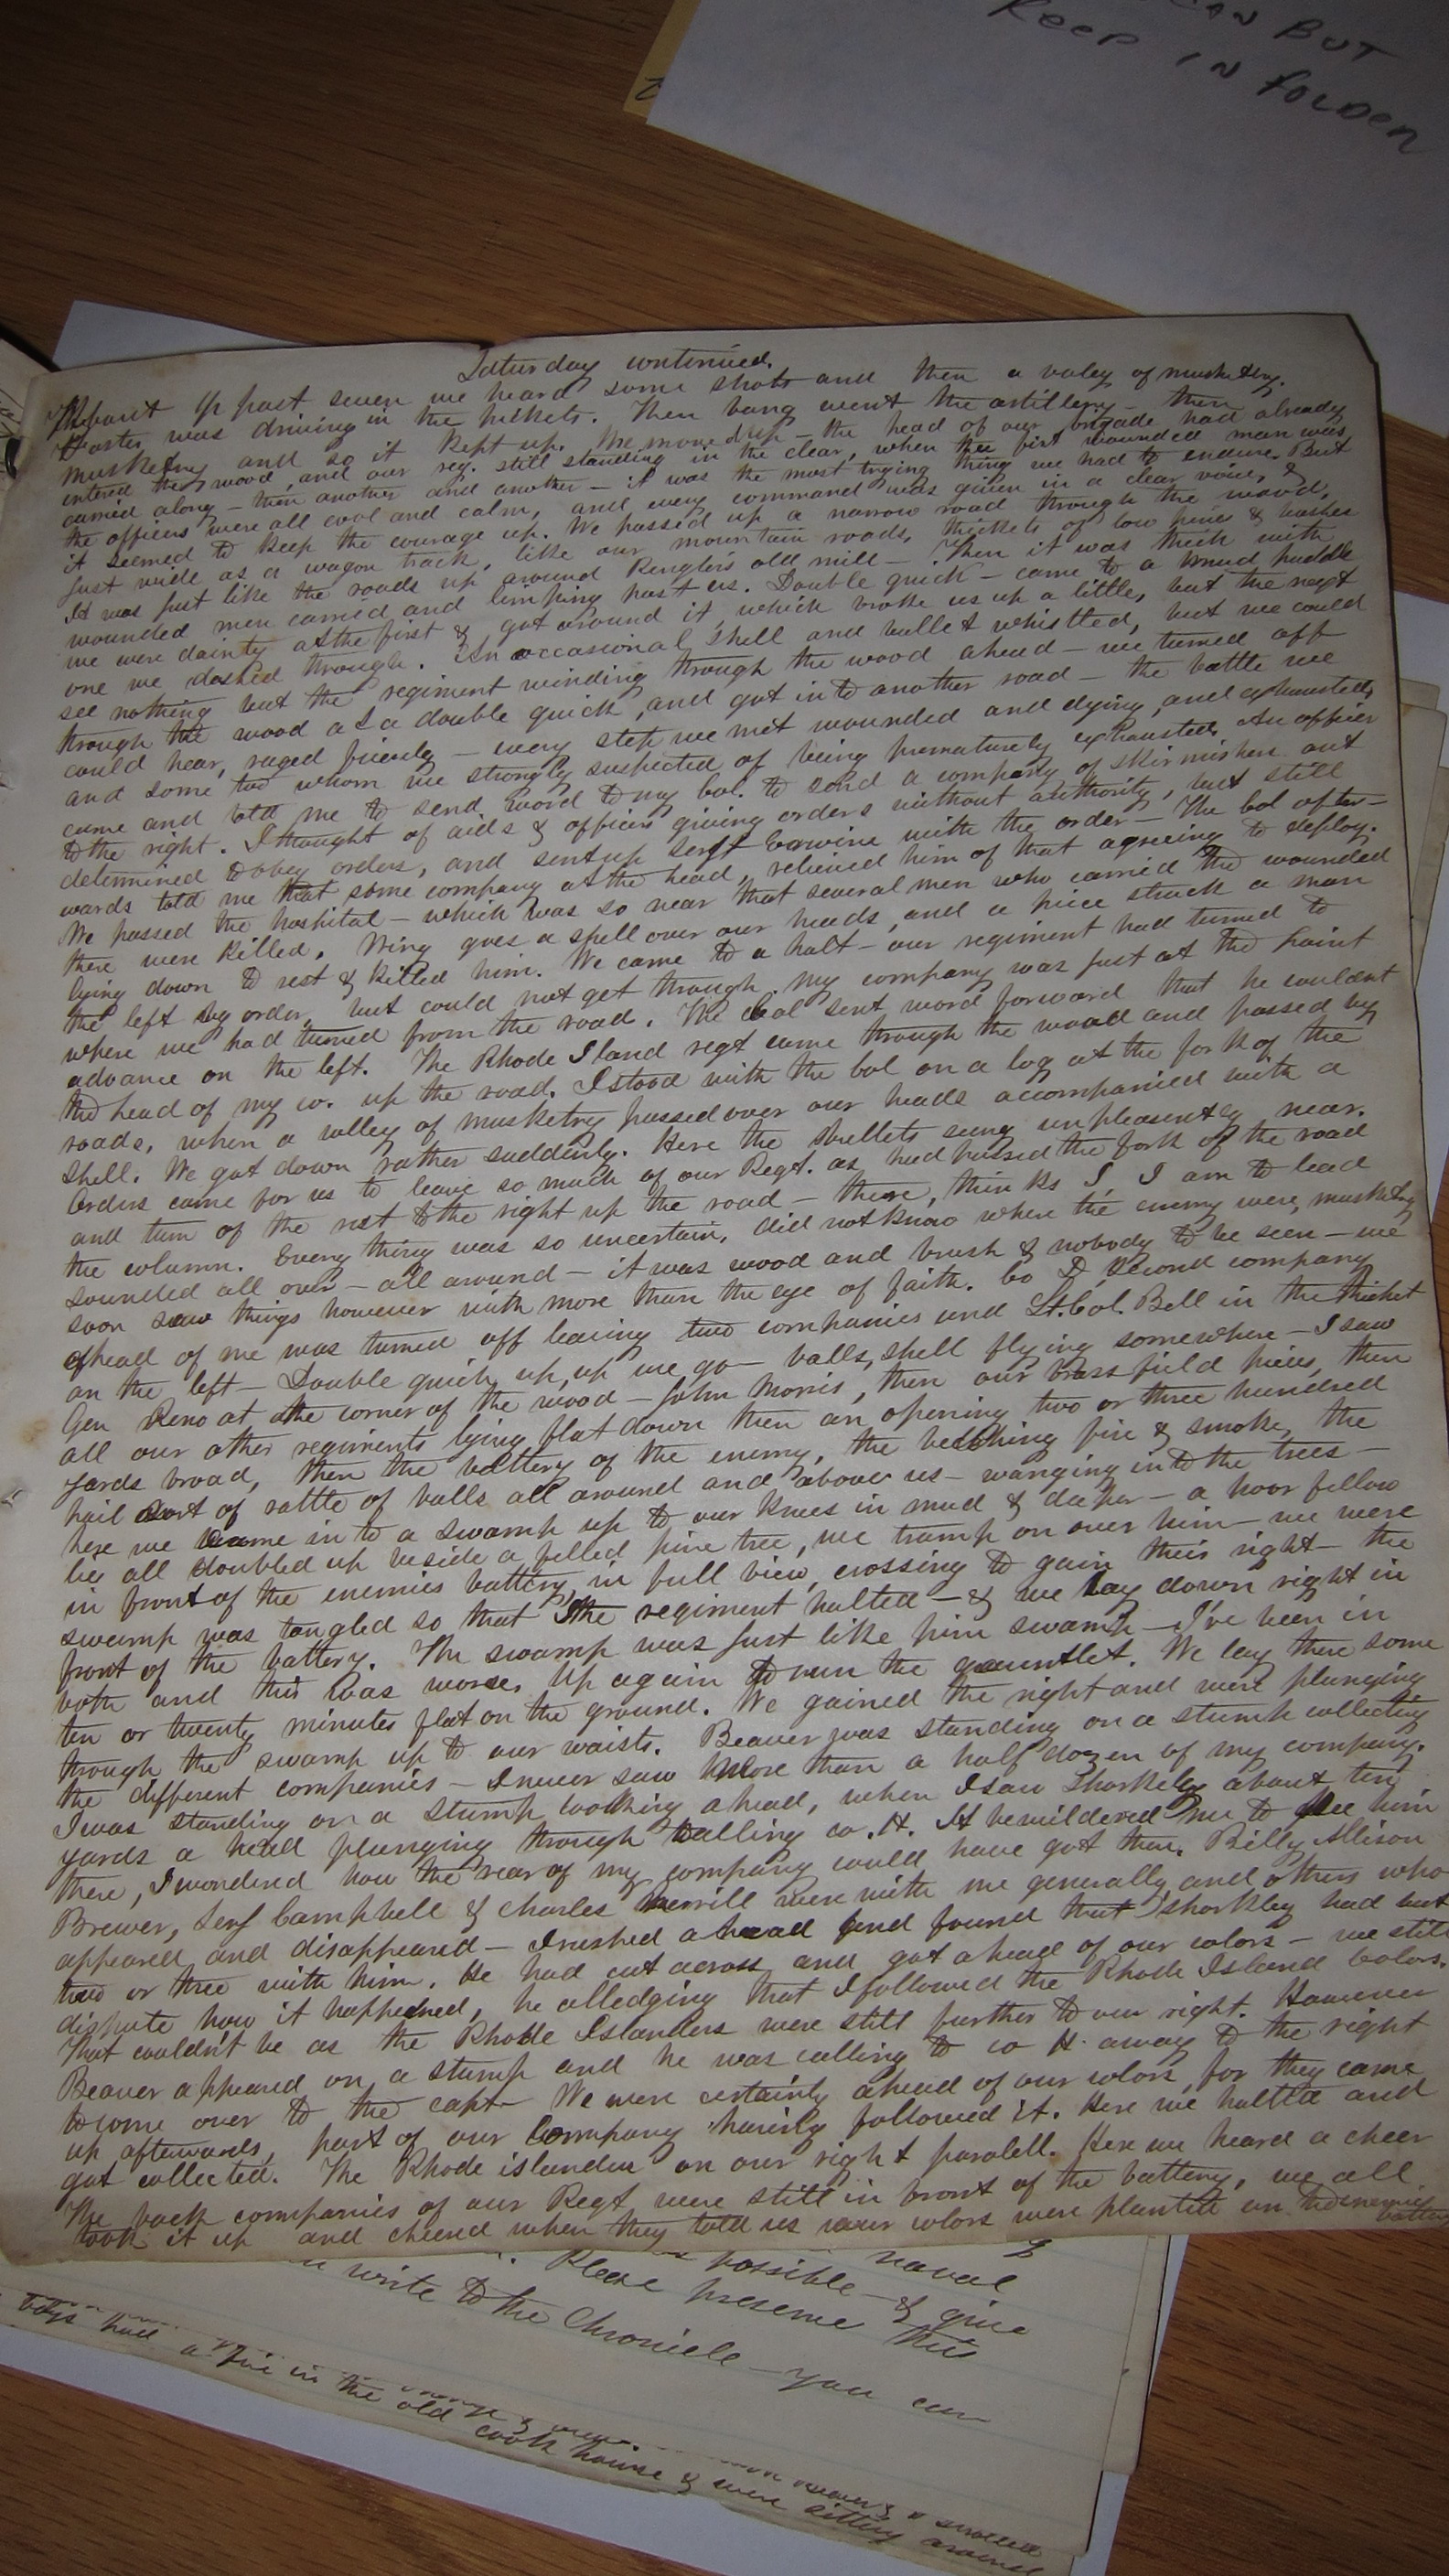 BUT
KEEP IN FOLDER
Saturday continued.
About ½ past seven we heard some shots and then a voley of musketry.
Foster was driving in the pickets. Then bang went the artillery – then
musketry and so it kept up. We moved up – the head of our brigade had already
entered the wood, and our reg. still standing in the clear, when the first wounded man was
carried along – then another and another – it was the most trying thing we had to endure. But
the officers were all cool and calm, and every command was given in a clear voice, &
it seemed to keep the courage up. We passed up a narrow road through the wood,
just wide as a wagon track, like our mountain roads, thickets of low pine & bushes
It was just like the roads up around Rengler's old mill – Then it was thick with
wounded men carried and limping past us. Double quick – came to a mud puddle
we were dainty at the first & got around it, which broke us up a little, but the next
one we dashed through. An occasional shell and bullet whistled, but we could
see nothing but the regiment winding through the wood ahead – we turned off
through the wood at a double quick, and got into another road – the battle we
could hear, raged fiercely – every step we met wounded and dying, and exhausted,
and some too whom we strongly suspected of being prematurely exhausted. An officer
came and told me to send word to my Col. to send a company of skirmishers out
to the right. I thought of aids & officers giving orders without authority, but still
determined to obey orders, and sent up Serjt Eawine with the order – The Col after–
wards told me that some company at the head, relieved him of that agreeing to deploy.
We passed the hospital – which was so near that several men who carried the wounded
there were killed. Wing goes a spell over our heads, and a piece struck a man
lying down to rest & killed him. We came to a halt – our regiment had turned to
the left by order, but could not get through. My company was just at the point
where we had turned from the road. The Col sent word forward that he couldent
advance on the left. The Rhode Island regt came through the wood and passed by
the head of my co. up the road. I stood with the Col on a log at the fork of the
roads, when a volley of musketry passed over our heads accompanied with a
shell. We got down rather suddenly. Here the bullets sung unpleasently near.
Orders came for us to leave so much of our Regt. as had passed the fork of the road
and turn of the rest to the right up the road – there, thinks I, I am to lead
the column. Every thing was so uncertain, did not know where the enemy were, musketry
sounded all over – all around – it was wood and brush & nobody to be seen – we
soon saw things however with more than the eye of faith. Co D, second company
ahead of me was turned off leaving two companies and Lt. Col. Bell in the thicket
on the left – Double quick up, up we go – balls, shell flying somewhere – I saw
Gen Reno at the corner of the wood – John Morris, then our brass field pieces, then
all our other regiments lying flat down then an opening two or three hundred
yards broad, then the battery of the enemy, the belching fire & smoke, the
hail sort of rattle of balls all around and above us – wanging into the trees –
here we came in to a swamp up to our knees in mud & deeper – a poor fellow
lies all doubled up beside a felled pine tree, we tramp on over him – we were
in front of the enemies battery, in full view, crossing to gain their right – the
swamp was tangled so that the regiment halted – & we lay down right in
front of the battery. The swamp was just like pine swamp – I've been in
both and this was worse. Up again to run the gauntlet. We lay there some
ten or twenty minutes flat on the ground. We gained the right and were plunging
through the swamp up to our waists. Beaver was standing on a stump collecting
the different companies – I never saw more than a half dozen of my company.
I was standing on a stump looking ahead, when I saw Shorkley about ten
yards a head plunging through calling co. H. It bewildered me to see him
there, I wondered how the rear of my company could have got there. Billy Allison
Brewer, Serj Campbell & Charles Merrill were with me generally and others who
appeared and disappeared – I rushed ahead and found that Shorkley had but
two or three with him. He had cut across and got ahead of our colors – we still
dispute how it happened, he alledging that I followed the Rhode Island colors.
That couldn't be as the Rhode Islanders were still further to our right. However
Beaver appeared on a stump and he was calling to co H. away to the right
to come over to the capt – We were certainly ahead of our colors, for they came
up afterwards, part of our company having followed it. Here we halted and
got collected. The Rhode islanders on our right paralell. Here we heard a cheer
The back companies of our Regt. were still in front of the battery, we all
took it up and cheered when they told us our colors were planted on the enemies
battery
naval
possible – & give
Please preserve this
write to the Chronicle – you can
boys had a fire in the old cook house & were sitting around